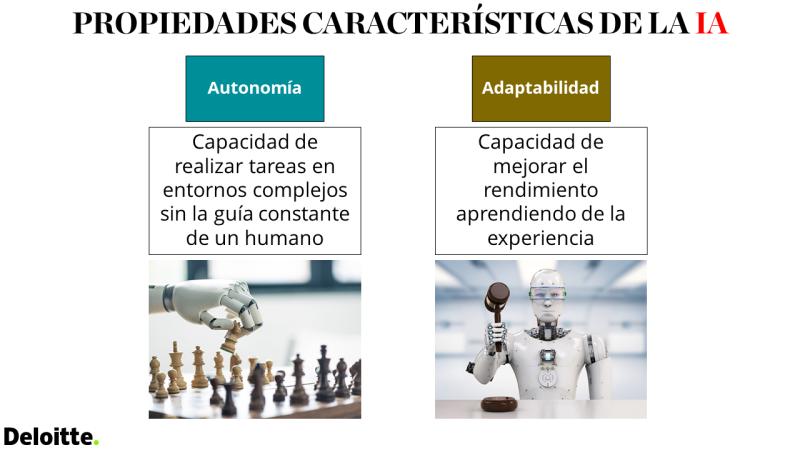 PROPIEDADES CARACTERÍSTICAS DE LA IA
Autonomía
Capacidad de
realizar tareas en
entornos complejos
sin la guía constante
de un humano
Adaptabilidad
Capacidad de
mejorar el
rendimiento
aprendiendo de la
experiencia
Deloitte.